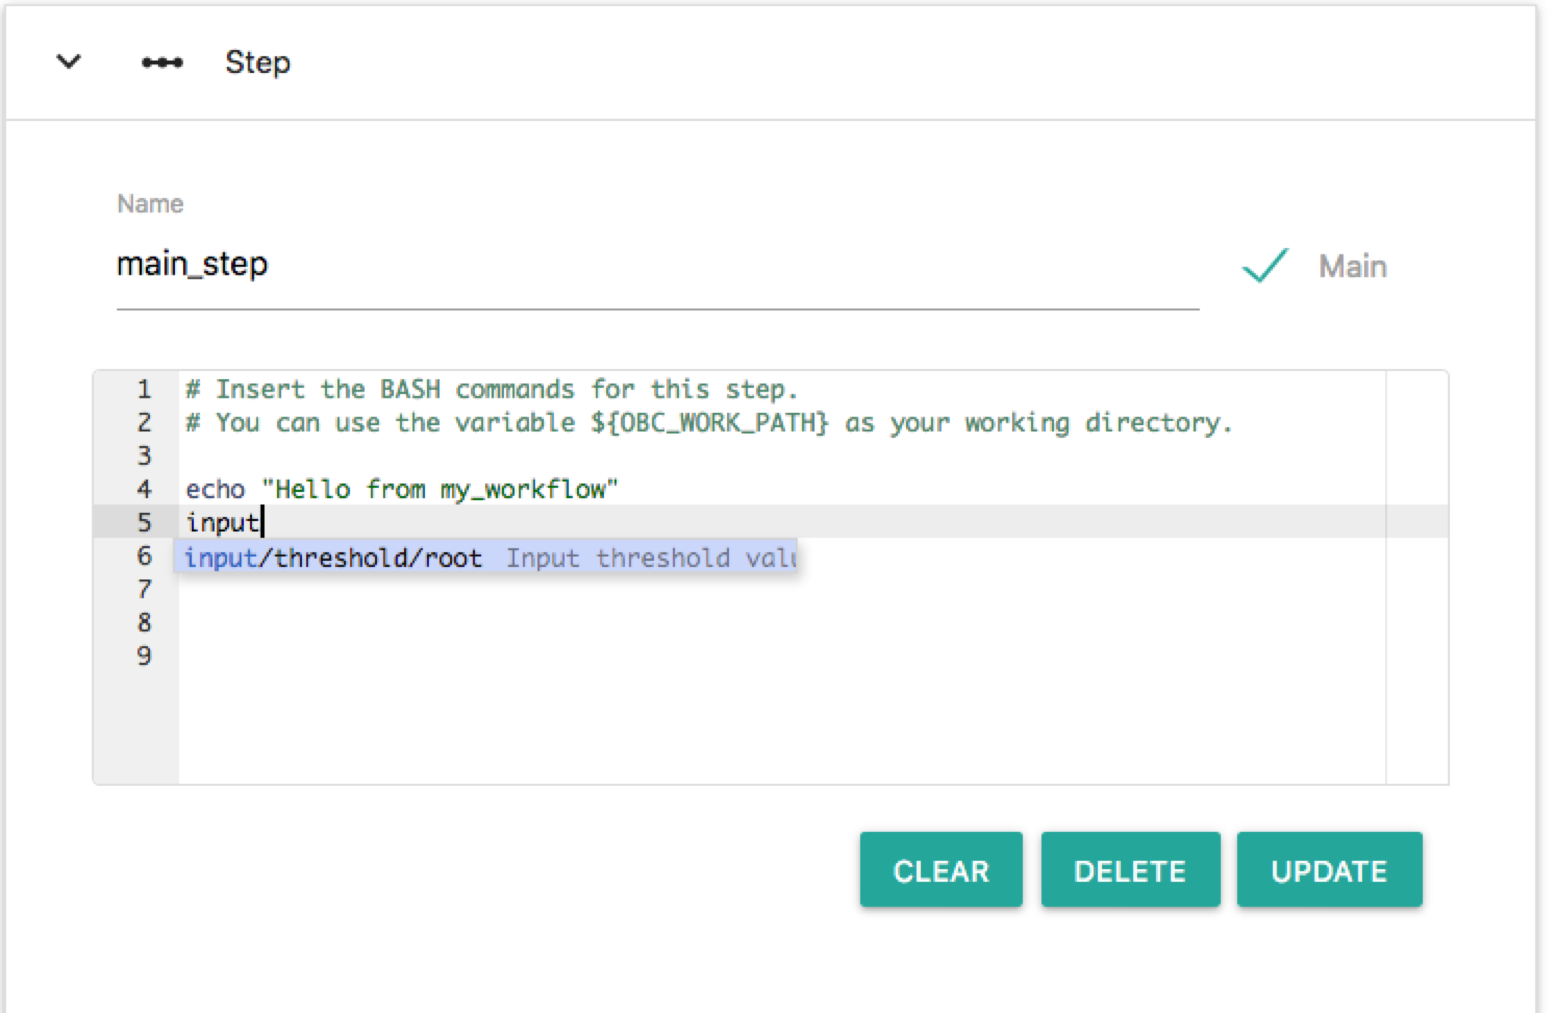 Step
Name
main_step
Main
1 # Insert the BASH commands for this step.
2 # You can use the variable ${OBC_WORK_PATH} as your working directory.
3
4 echo "Hello from my_workflow"
5 input
6 input/threshold/root Input threshold
7
8
9
CLEAR DELETE UPDATE